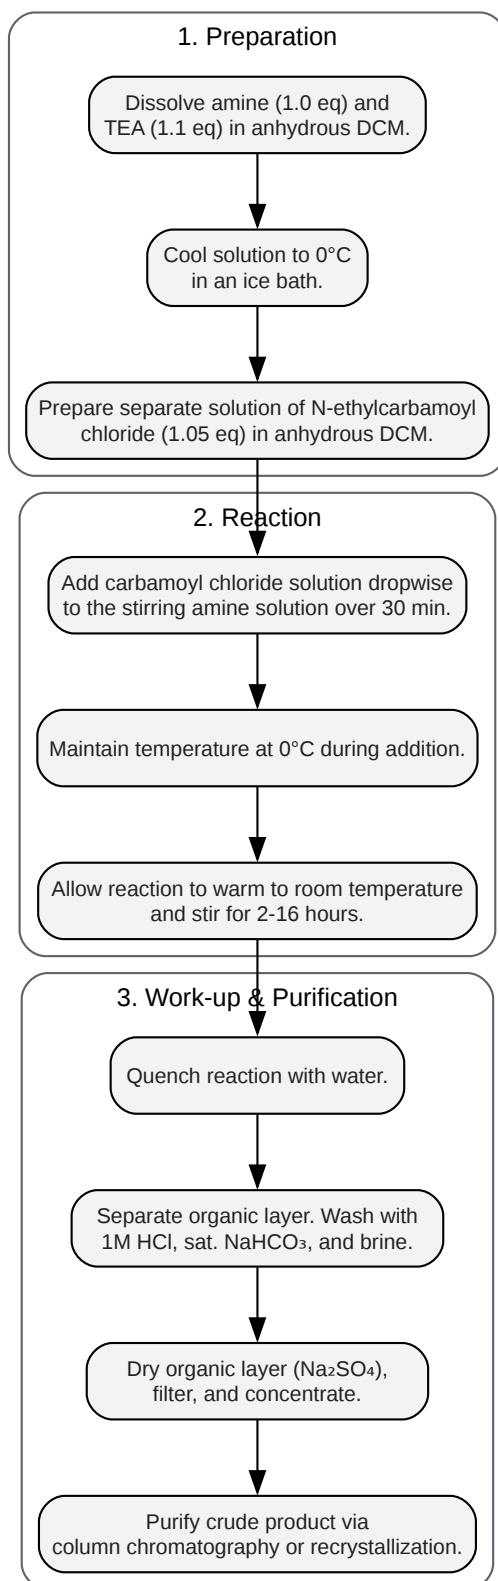 1. Preparation
Dissolve amine (1.0 eq) and
TEA (1.1 eq) in anhydrous DCM.
Cool solution to 0°C
in an ice bath.
Prepare separate solution of N-ethylcarbamoyl
chloride (1.05 eq) in anhydrous DCM.
2. Reaction
Add carbamoyl chloride solution dropwise
to the stirring amine solution over 30 min.
Maintain temperature at 0°C during addition.
Allow reaction to warm to room temperature
and stir for 2-16 hours.
3. Work-up & Purification
Quench reaction with water.
Separate organic layer. Wash with
1M HCl, sat. NaHCO₃, and brine.
Dry organic layer (Na₂SO₄),
filter, and concentrate.
Purify crude product via
column chromatography or recrystallization.